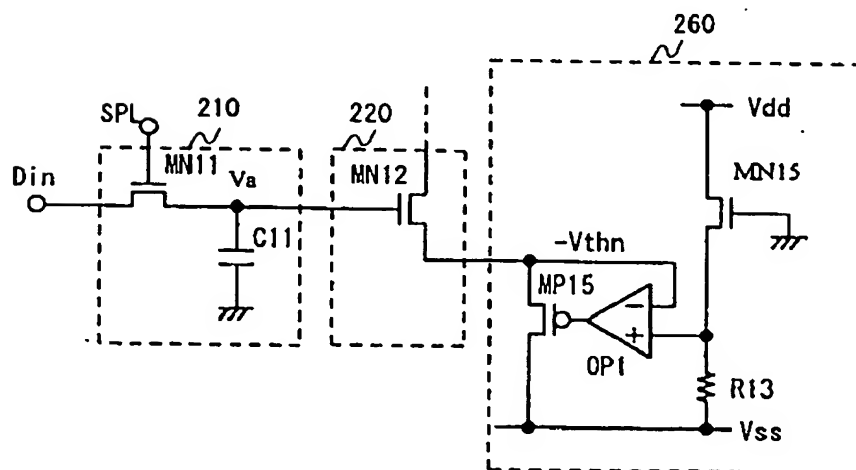 260
SPL
210
220
Vdd
Din
MN11
Va
MN12
MN15
C11
-Vthn
MP15
-
+
OP1
R13
Vss